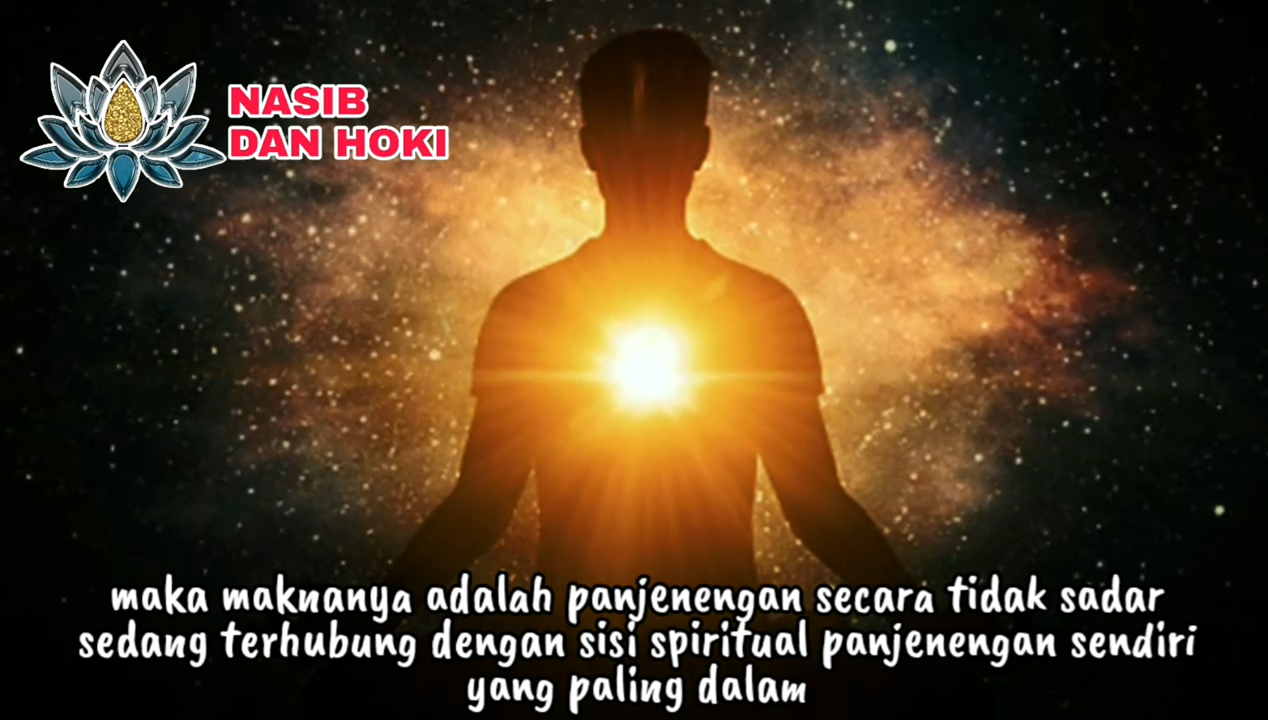 NASIB
DAN HOKI
maka maknanya adalah panjenengan secara tidak sadar
sedang terhubung dengan sisi spiritual panjenengan sendiri
yang paling dalam